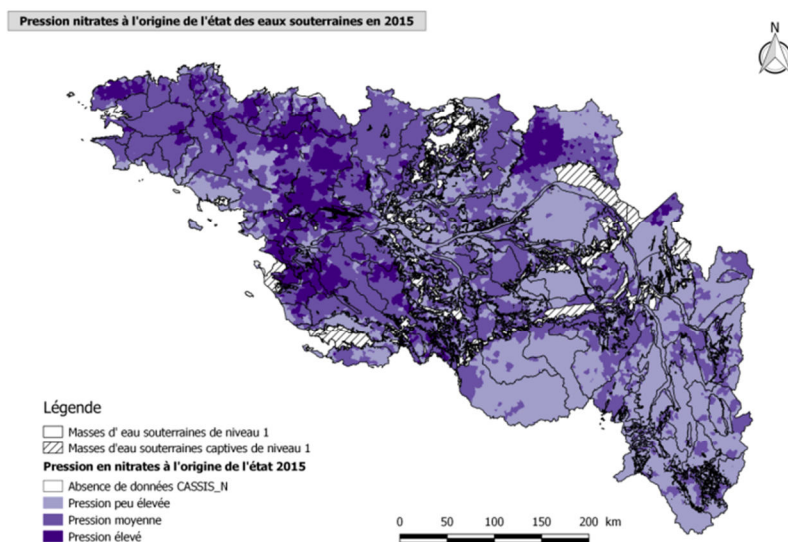 Pression nitrates à l'origine de l'état des eaux souterraines en 2015
N
Légende
Masses d' eau souterraines de niveau 1
Masses d'eau souterraines captives de niveau 1
Pression en nitrates à l'origine de l'état 2015
Absence de données CASSIS_N
Pression peu élevée
Pression moyenne
Pression élevé
0 50 100 150 200 km